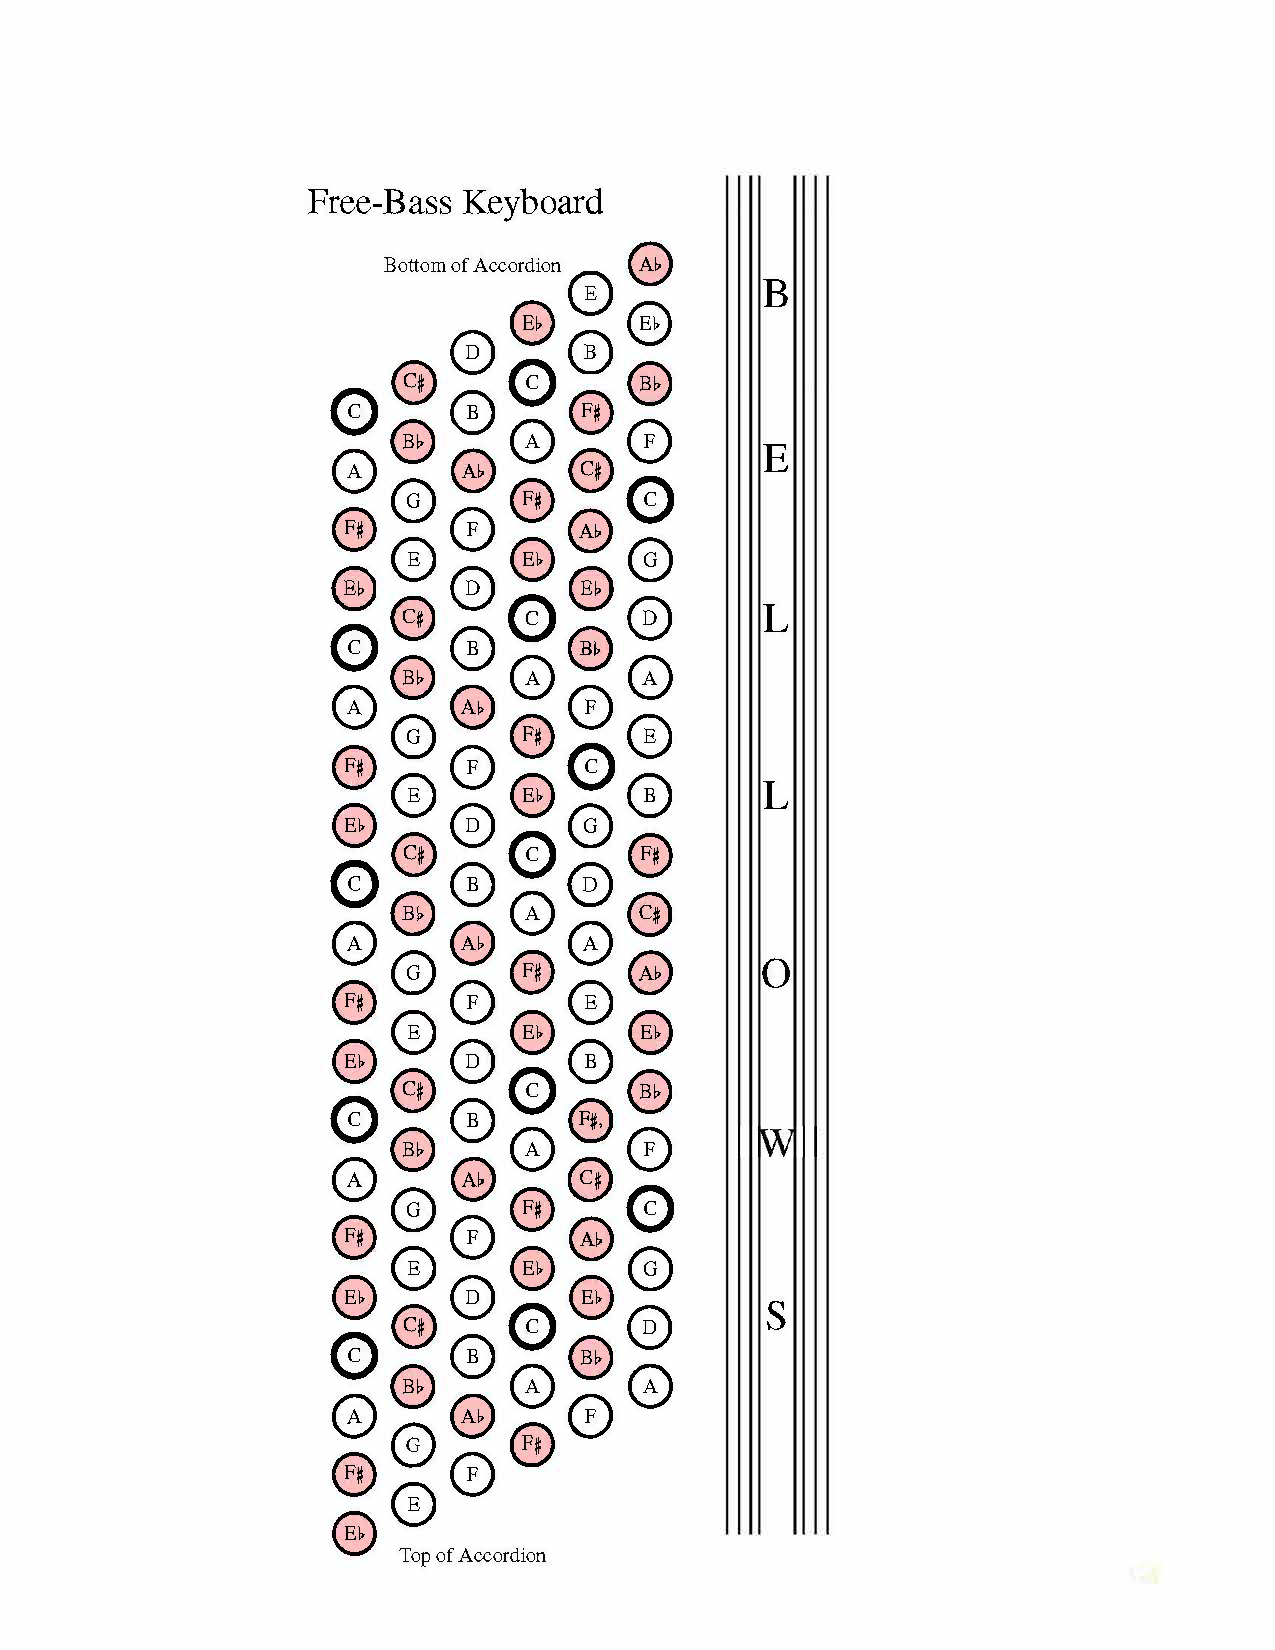 Free-Bass Keyboard
Bottom of Accordion A♭
E B
E♭ E♭
D B
C♯ C B♭
C B F♯
B♭ A F E
A A♭ C♯
G F♯ C
F♯ F A♭
E E♭ G
E♭ D E♭
C♯ C D L
C B B♭
B♭ A A
A A♭ F
G F♯ E
F♯ F C
E E♭ B L
E♭ D G
C♯ C F♯
C B D
B♭ A C♯
A A♭ A
G F♯ A♭ O
F♯ F E
E E♭ E♭
E♭ D B
C♯ C B♭
C B F♯,
B♭ A F W
A A♭ C♯
G F♯ C
F♯ F A♭
E E♭ G
E♭ D E♭
C♯ C D S
C B B♭
B♭ A A
A A♭ F
G F♯
F♯ F
E
E♭
Top of Accordion